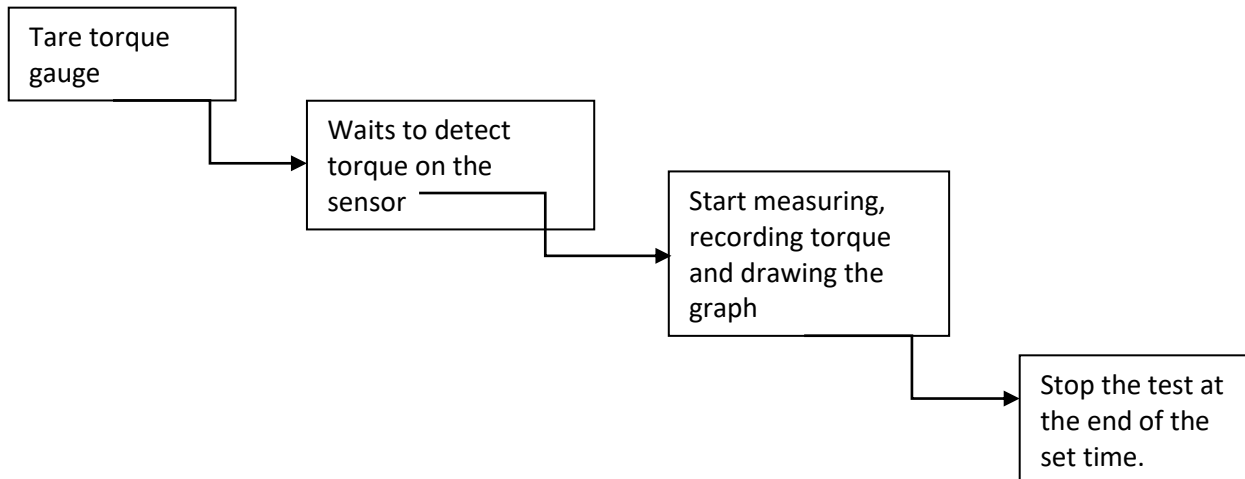 Tare torque
gauge
Waits to detect
torque on the
sensor
Start measuring,
recording torque
and drawing the
graph
Stop the test at
the end of the
set time.